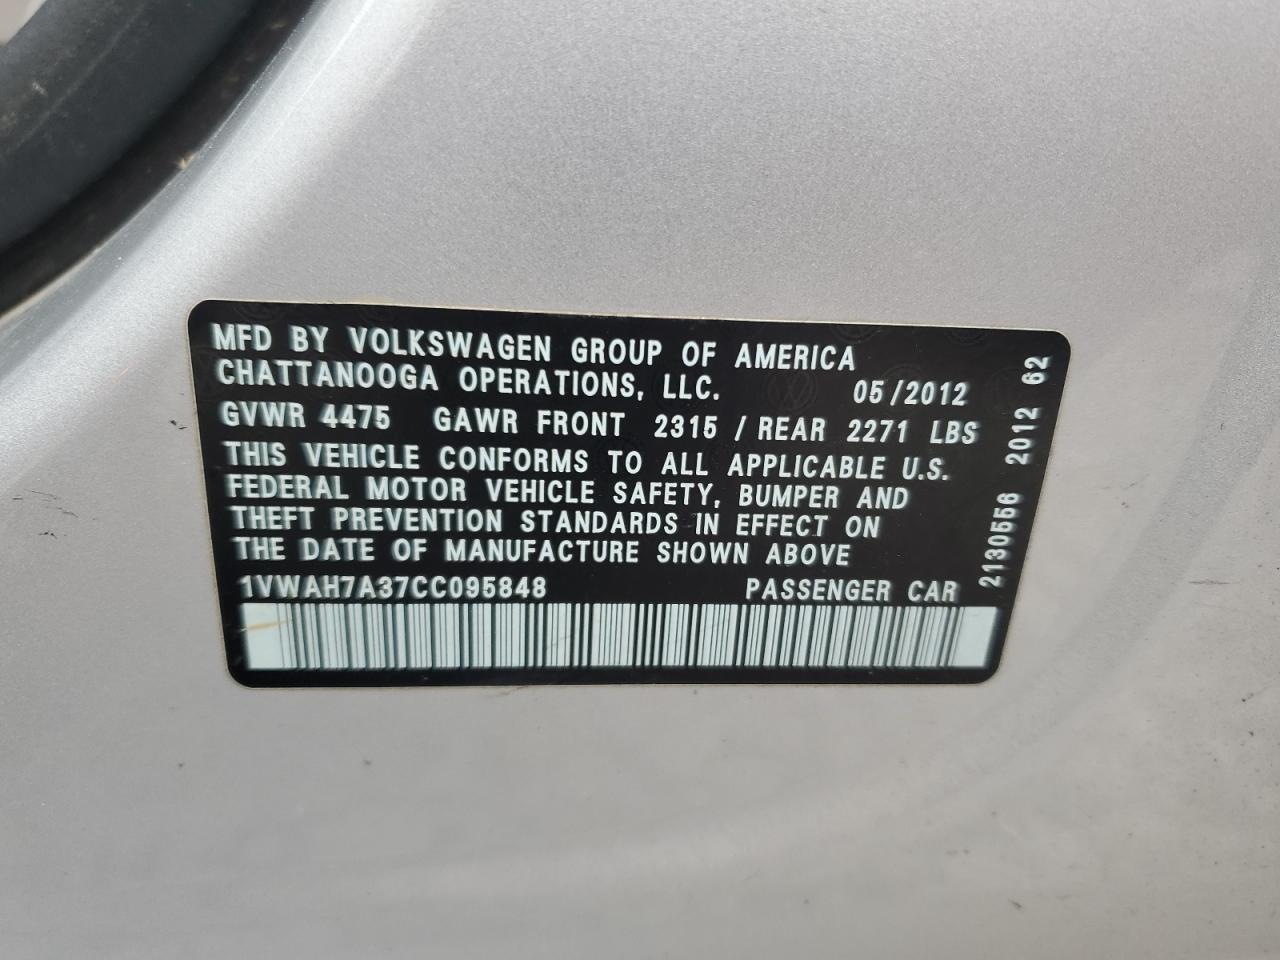 MFD BY VOLKSWAGEN GROUP OF AMERICA
CHATTANOOGA OPERATIONS, LLC. 05/2012
GVWR 4475 GAWR FRONT 2315 / REAR 2271 LBS
THIS VEHICLE CONFORMS TO ALL APPLICABLE U.S.
FEDERAL MOTOR VEHICLE SAFETY, BUMPER AND
THEFT PREVENTION STANDARDS IN EFFECT ON
THE DATE OF MANUFACTURE SHOWN ABOVE
1VWAH7A37CC095848 PASSENGER CAR
2130556 2012 62